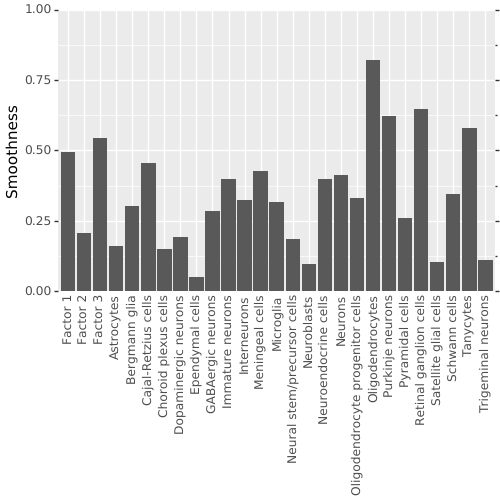 Smoothness
1.00
0.75
0.50
0.25
0.00
Factor 1
Factor 2
Factor 3
Astrocytes
Bergmann glia
Cajal-Retzius cells
Choroid plexus cells
Dopaminergic neurons
Ependymal cells
GABAergic neurons
Immature neurons
Interneurons
Meningeal cells
Microglia
Neural stem/precursor cells
Neuroblasts
Neuroendocrine cells
Neurons
Oligodendrocyte progenitor cells
Oligodendrocytes
Purkinje neurons
Pyramidal cells
Retinal ganglion cells
Satellite glial cells
Schwann cells
Tanycytes
Trigeminal neurons